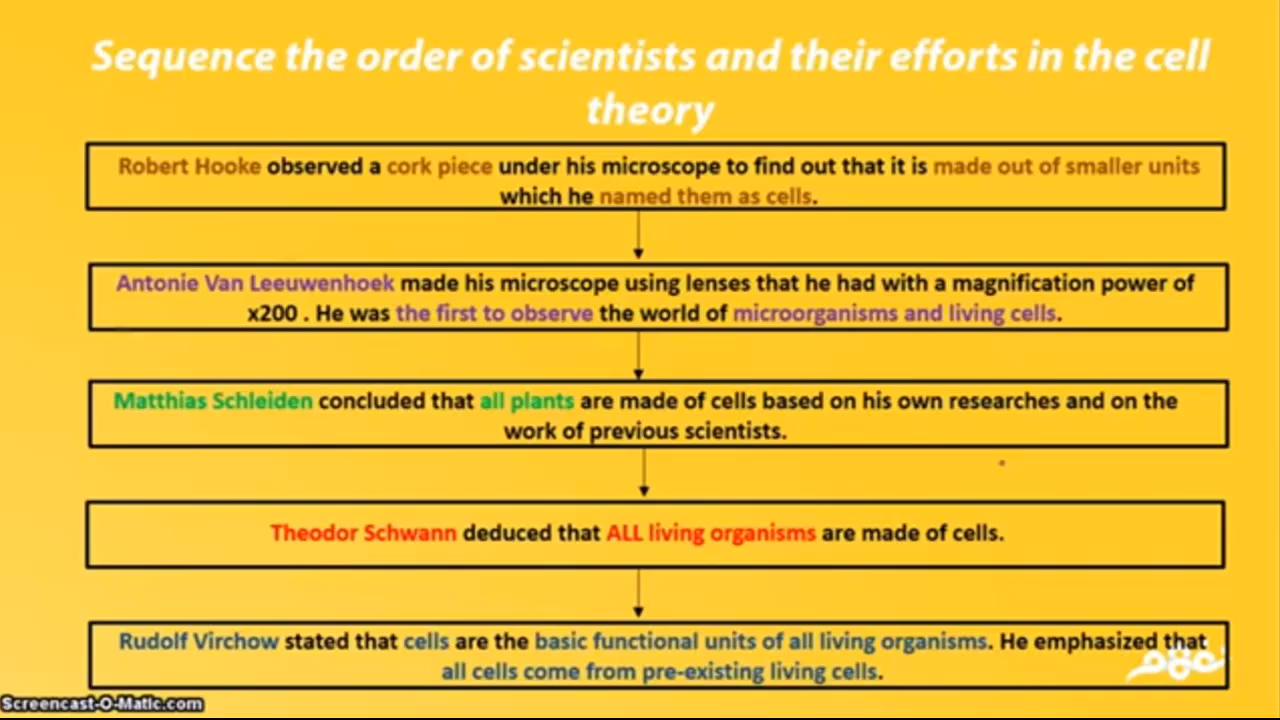 Sequence the order of scientists and their efforts in the cell
theory
Robert Hooke observed a cork piece under his microscope to find out that it is made out of smaller units
which he named them as cells.
Antonie Van Leeuwenhoek made his microscope using lenses that he had with a magnification power of
x200 . He was the first to observe the world of microorganisms and living cells.
Matthias Schleiden concluded that all plants are made of cells based on his own researches and on the
work of previous scientists.
Theodor Schwann deduced that ALL living organisms are made of cells.
Rudolf Virchow stated that cells are the basic functional units of all living organisms. He emphasized that
all cells come from pre-existing living cells.
نفهم
Screencast-O-Matic.com